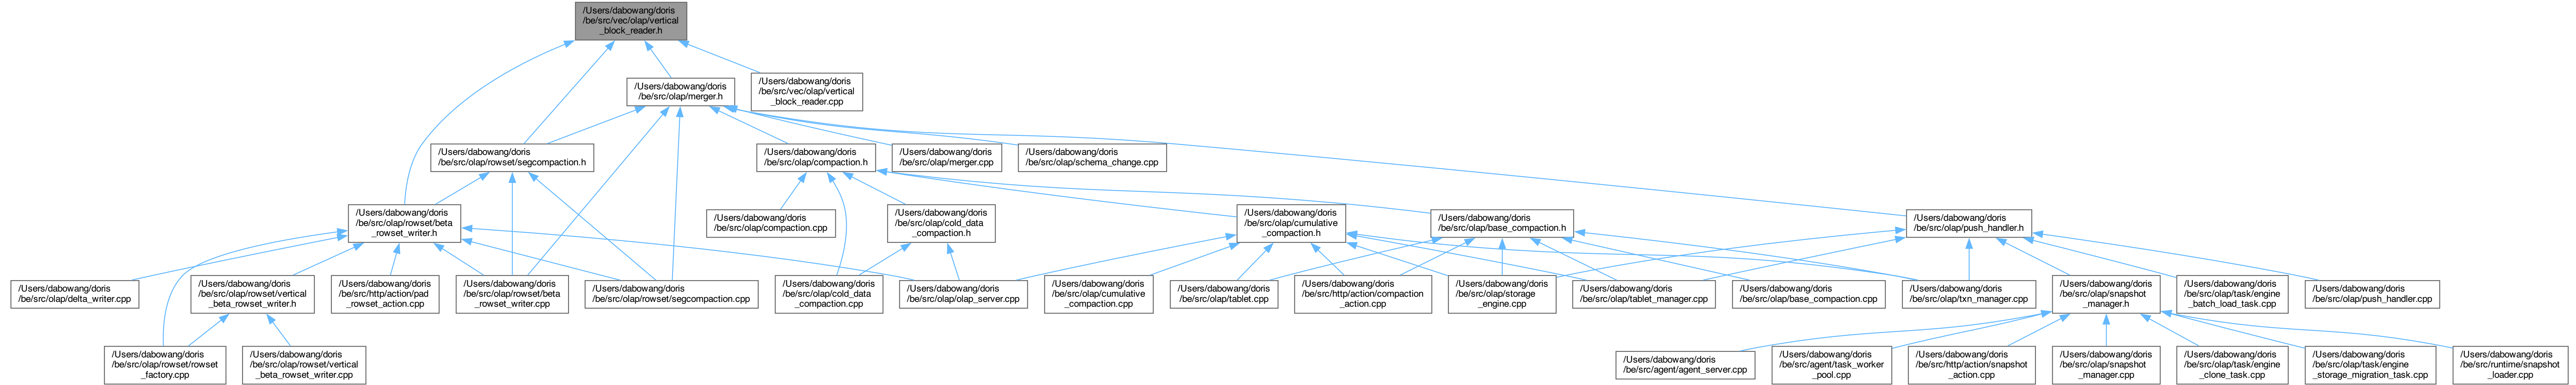 /Users/dabowang/doris
/be/src/vec/olap/vertical
_block_reader.h
/Users/dabowang/doris
/be/src/olap/merger.h
/Users/dabowang/doris
/be/src/vec/olap/vertical
_block_reader.cpp
/Users/dabowang/doris
/be/src/olap/rowset/segcompaction.h
/Users/dabowang/doris
/be/src/olap/compaction.h
/Users/dabowang/doris
/be/src/olap/merger.cpp
/Users/dabowang/doris
/be/src/olap/schema_change.cpp
/Users/dabowang/doris
/be/src/olap/rowset/beta
_rowset_writer.h
/Users/dabowang/doris
/be/src/olap/compaction.cpp
/Users/dabowang/doris
/be/src/olap/cold_data
_compaction.h
/Users/dabowang/doris
/be/src/olap/cumulative
_compaction.h
/Users/dabowang/doris
/be/src/olap/base_compaction.h
/Users/dabowang/doris
/be/src/olap/push_handler.h
/Users/dabowang/doris
/be/src/olap/delta_writer.cpp
/Users/dabowang/doris
/be/src/olap/rowset/vertical
_beta_rowset_writer.h
/Users/dabowang/doris
/be/src/http/action/pad
_rowset_action.cpp
/Users/dabowang/doris
/be/src/olap/rowset/beta
_rowset_writer.cpp
/Users/dabowang/doris
/be/src/olap/rowset/segcompaction.cpp
/Users/dabowang/doris
/be/src/olap/cold_data
_compaction.cpp
/Users/dabowang/doris
/be/src/olap/olap_server.cpp
/Users/dabowang/doris
/be/src/olap/cumulative
_compaction.cpp
/Users/dabowang/doris
/be/src/olap/tablet.cpp
/Users/dabowang/doris
/be/src/http/action/compaction
_action.cpp
/Users/dabowang/doris
/be/src/olap/storage
_engine.cpp
/Users/dabowang/doris
/be/src/olap/tablet_manager.cpp
/Users/dabowang/doris
/be/src/olap/base_compaction.cpp
/Users/dabowang/doris
/be/src/olap/txn_manager.cpp
/Users/dabowang/doris
/be/src/olap/snapshot
_manager.h
/Users/dabowang/doris
/be/src/olap/task/engine
_batch_load_task.cpp
/Users/dabowang/doris
/be/src/olap/push_handler.cpp
/Users/dabowang/doris
/be/src/olap/rowset/rowset
_factory.cpp
/Users/dabowang/doris
/be/src/olap/rowset/vertical
_beta_rowset_writer.cpp
/Users/dabowang/doris
/be/src/agent/agent_server.cpp
/Users/dabowang/doris
/be/src/agent/task_worker
_pool.cpp
/Users/dabowang/doris
/be/src/http/action/snapshot
_action.cpp
/Users/dabowang/doris
/be/src/olap/snapshot
_manager.cpp
/Users/dabowang/doris
/be/src/olap/task/engine
_clone_task.cpp
/Users/dabowang/doris
/be/src/olap/task/engine
_storage_migration_task.cpp
/Users/dabowang/doris
/be/src/runtime/snapshot
_loader.cpp